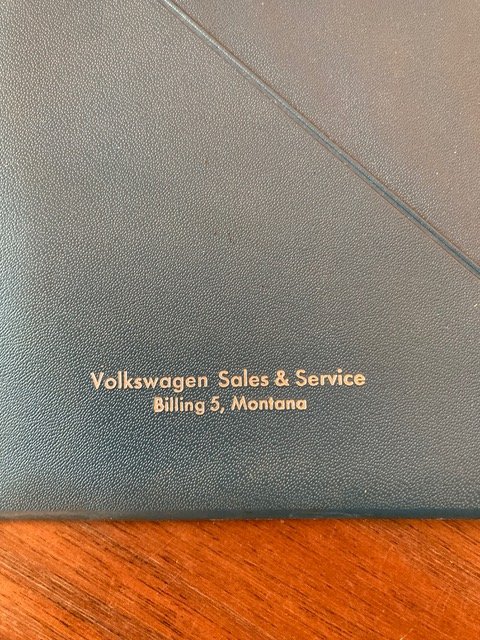 Volkswagen Sales & Service
Billing 5, Montana